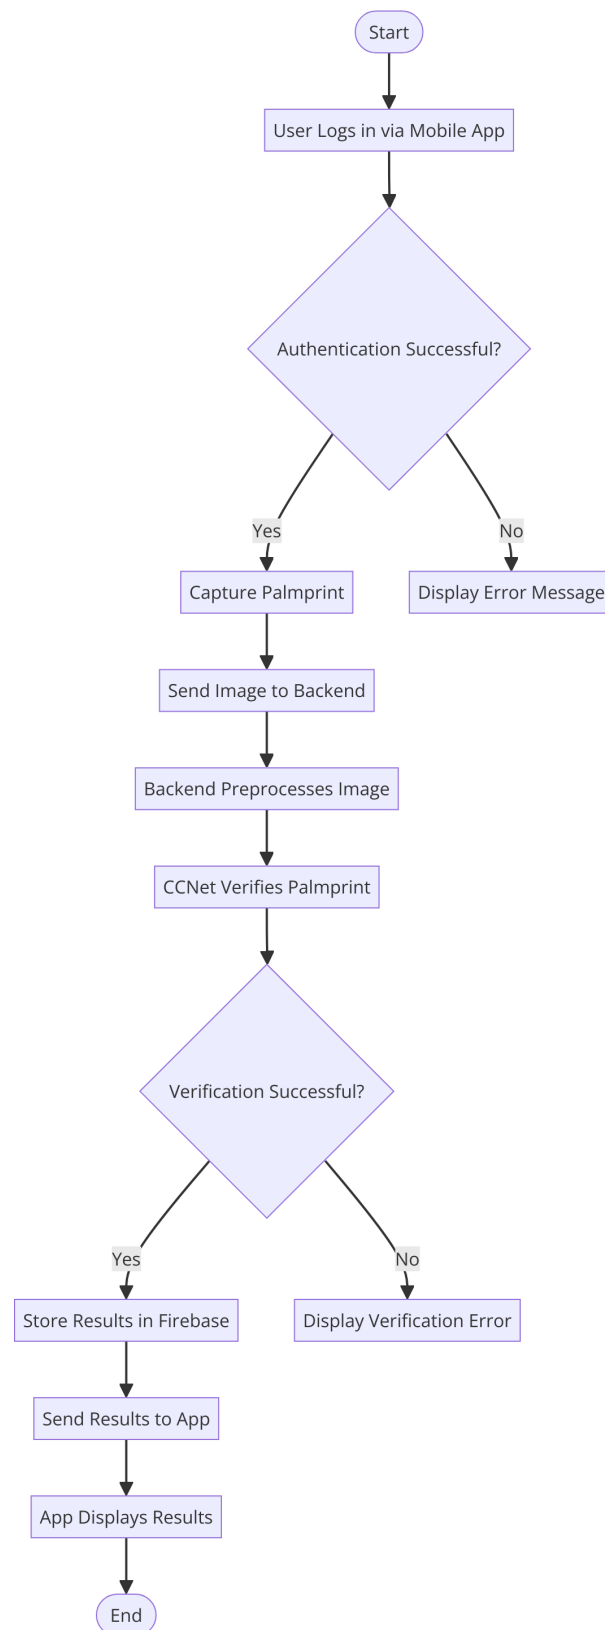 Start
User Logs in via Mobile App
Authentication Successful?
Yes
No
Capture Palmprint
Display Error Message
Send Image to Backend
Backend Preprocesses Image
CCNet Verifies Palmprint
Verification Successful?
Yes
No
Store Results in Firebase
Display Verification Error
Send Results to App
App Displays Results
End